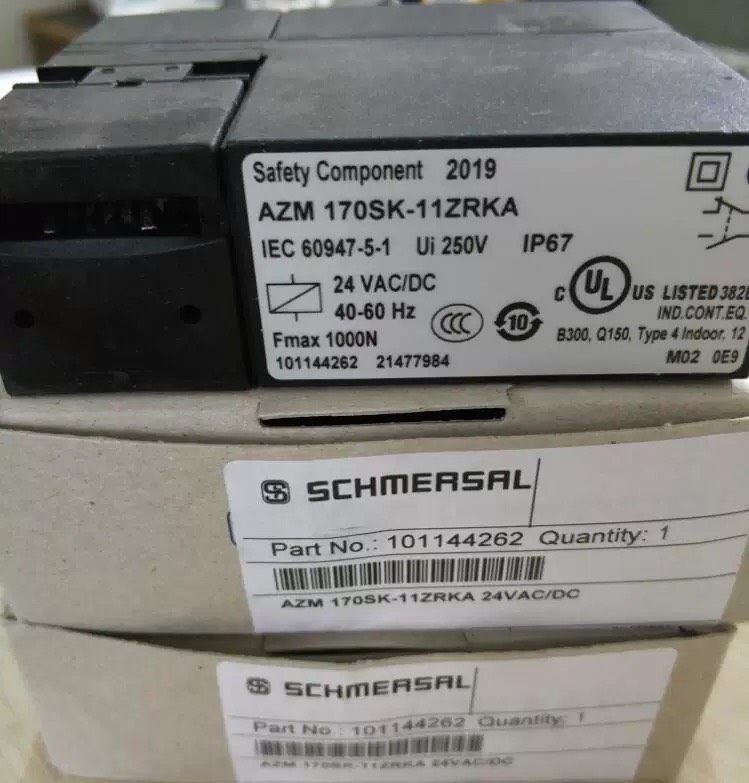 Safety Component 2019
AZM 170SK-11ZRKA
IEC 60947-5-1 Ui 250V IP67
24 VAC/DC
40-60 Hz
Fmax 1000N
101144262 21477984
CCC
10
C UL US LISTED 382
IND.CONT.EQ.
B300, Q150, Type 4 Indoor, 12
M02 0E9
SCHMERSAL
Part No.: 101144262 Quantity: 1
AZM 170SK-11ZRKA 24VAC/DC
SCHMERSAL
Part No 101144262 Quantity: 1
AZM 170SK-11ZRKA 24VAC/DC